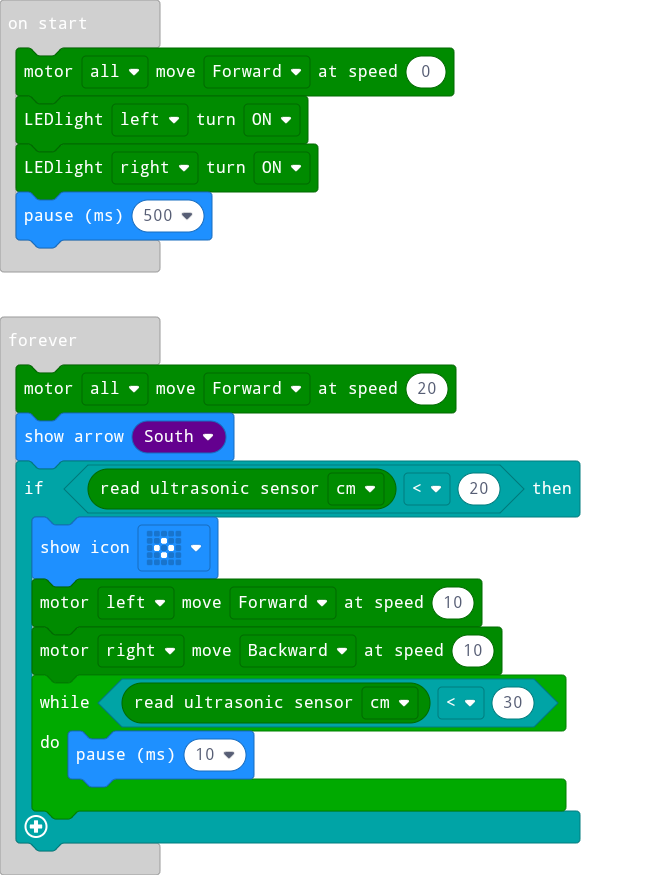 on start
motor all move Forward at speed 0
LEDlight left turn ON
LEDlight right turn ON
pause (ms) 500
forever
motor all move Forward at speed 20
show arrow South
if read ultrasonic sensor cm < 20 then
show icon
motor left move Forward at speed 10
motor right move Backward at speed 10
while read ultrasonic sensor cm < 30
do pause (ms) 10